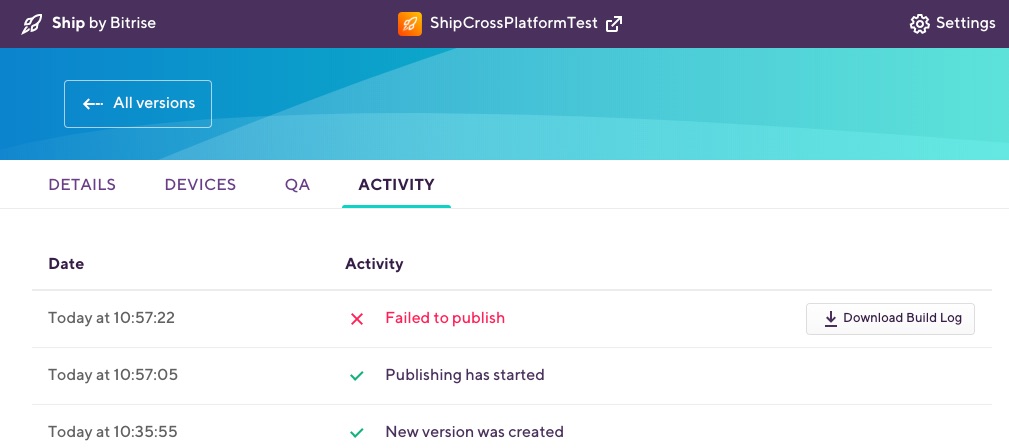 Ship by Bitrise ShipCrossPlatformTest Settings
All versions
DETAILS DEVICES QA ACTIVITY
Date Activity
Today at 10:57:22 Failed to publish Download Build Log
Today at 10:57:05 Publishing has started
Today at 10:35:55 New version was created